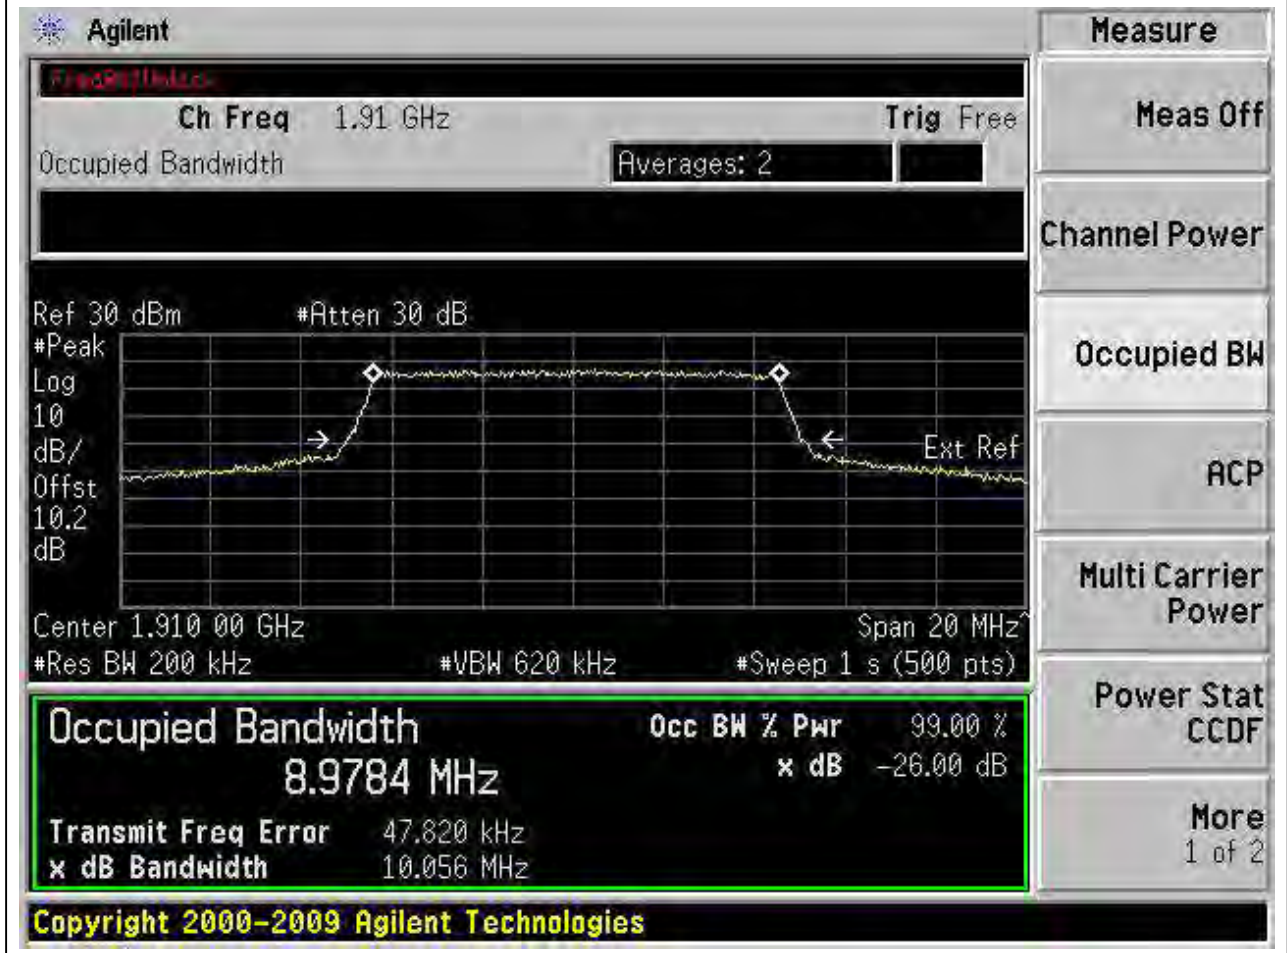 Agilent
Measure
Ch Freq 1.91 GHz Trig Free
Occupied Bandwidth Averages: 2
Meas Off
Channel Power
Occupied BW
ACP
Multi Carrier
Power
Power Stat
CCDF
More
1 of 2
Ref 30 dBm #Atten 30 dB
#Peak
Log
10
dB/
Offst
10.2
dB
Ext Ref
Center 1.910 00 GHz Span 20 MHz^
#Res BW 200 kHz #VBW 620 kHz #Sweep 1 s (500 pts)
Occupied Bandwidth Occ BW % Pwr 99.00 %
8.9784 MHz x dB -26.00 dB
Transmit Freq Error 47.820 kHz
x dB Bandwidth 10.056 MHz
Copyright 2000-2009 Agilent Technologies